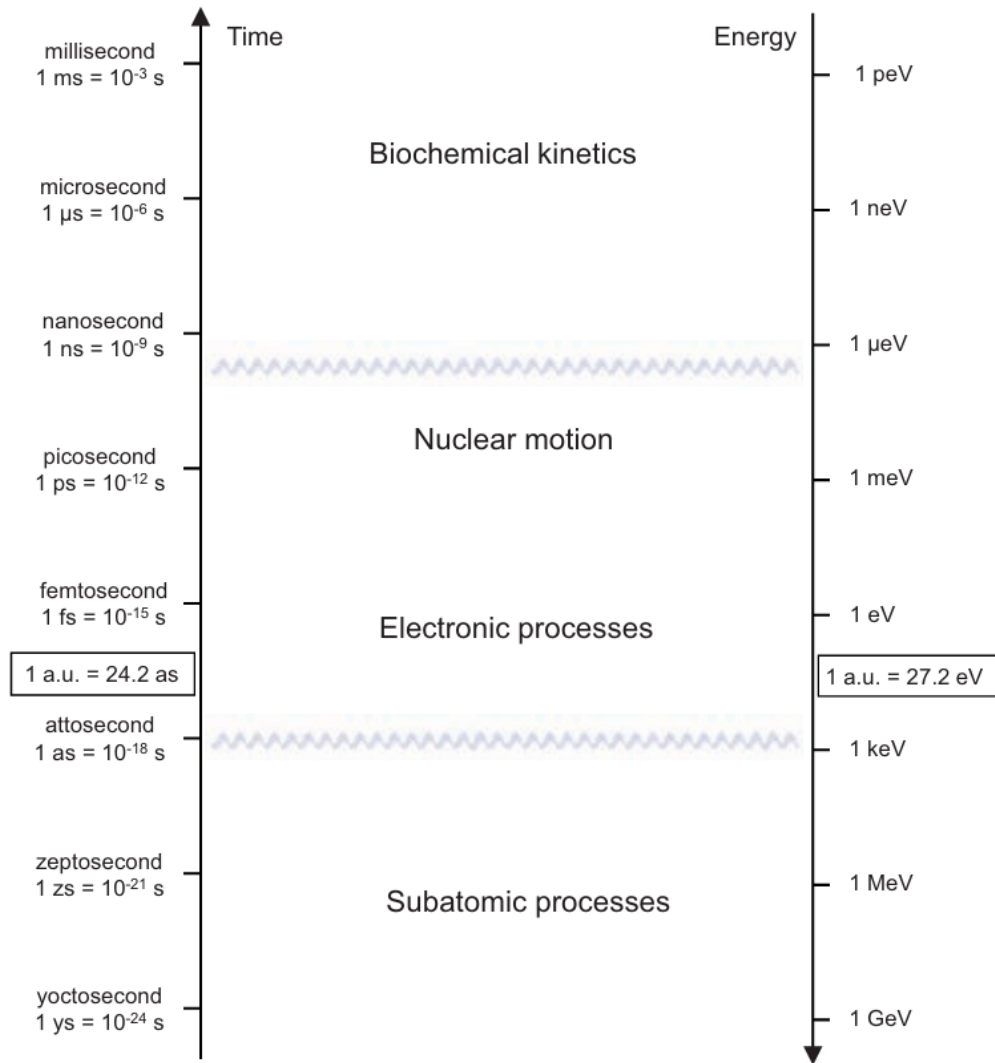 Time
Energy
millisecond
1 ms = 10⁻³ s
1 peV
Biochemical kinetics
microsecond
1 µs = 10⁻⁶ s
1 neV
nanosecond
1 ns = 10⁻⁹ s
1 µeV
Nuclear motion
picosecond
1 ps = 10⁻¹² s
1 meV
femtosecond
1 fs = 10⁻¹⁵ s
1 eV
Electronic processes
1 a.u. = 24.2 as
1 a.u. = 27.2 eV
attosecond
1 as = 10⁻¹⁸ s
1 keV
zeptosecond
1 zs = 10⁻²¹ s
1 MeV
Subatomic processes
yoctosecond
1 ys = 10⁻²⁴ s
1 GeV